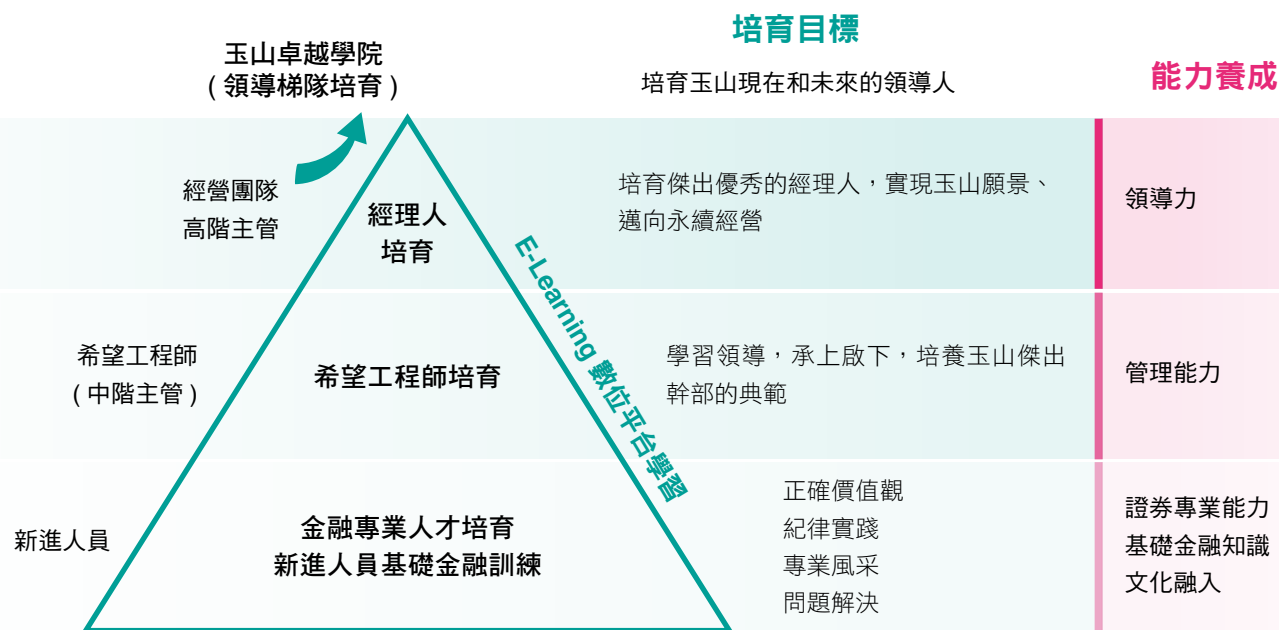 玉山卓越學院
( 領導梯隊培育 )
培育目標
培育玉山現在和未來的領導人
能力養成
經營團隊
高階主管
經理人
培育
培育傑出優秀的經理人，實現玉山願景、
邁向永續經營
領導力
E-Learning 數位平台學習
希望工程師
( 中階主管 )
希望工程師培育
學習領導，承上啟下，培養玉山傑出
幹部的典範
管理能力
新進人員
金融專業人才培育
新進人員基礎金融訓練
正確價值觀
紀律實踐
專業風采
問題解決
證券專業能力
基礎金融知識
文化融入